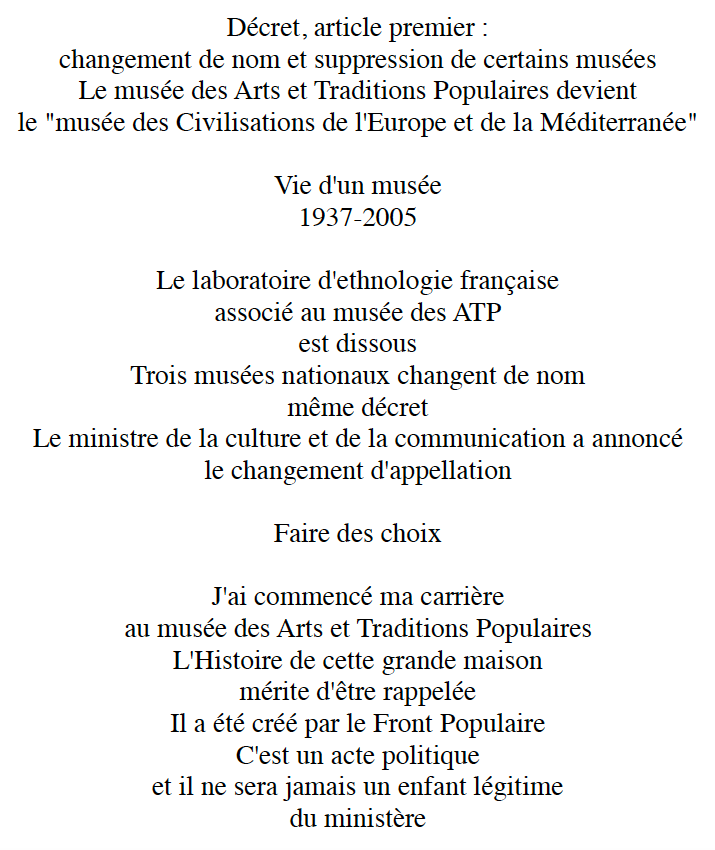 Décret, article premier :
changement de nom et suppression de certains musées
Le musée des Arts et Traditions Populaires devient
le "musée des Civilisations de l'Europe et de la Méditerranée"
Vie d'un musée
1937-2005
Le laboratoire d'ethnologie française
associé au musée des ATP
est dissous
Trois musées nationaux changent de nom
même décret
Le ministre de la culture et de la communication a annoncé
le changement d'appellation
Faire des choix
J'ai commencé ma carrière
au musée des Arts et Traditions Populaires
L'Histoire de cette grande maison
mérite d'être rappelée
Il a été créé par le Front Populaire
C'est un acte politique
et il ne sera jamais un enfant légitime
du ministère